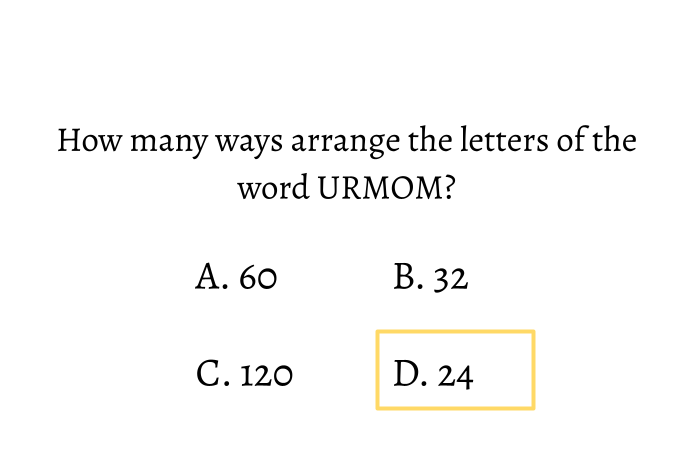 How many ways arrange the letters of the
word URMOM?
A. 60 B. 32
C. 120 D. 24